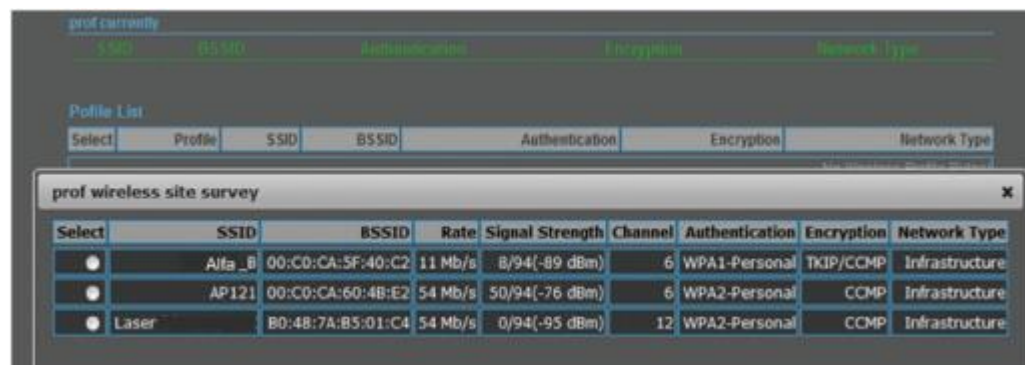 prof currently
SSID BSSID Authentication Encryption Network Type
Pofile List
Select Profile SSID BSSID Authentication Encryption Network Type
No Wireless Profile
prof wireless site survey x
Select SSID BSSID Rate Signal Strength Channel Authentication Encryption Network Type
Alfa _B 00:C0:CA:5F:40:C2 11 Mb/s 8/94(-89 dBm) 6 WPA1-Personal TKIP/CCMP Infrastructure
AP121 00:C0:CA:60:4B:E2 54 Mb/s 50/94(-76 dBm) 6 WPA2-Personal CCMP Infrastructure
Laser B0:48:7A:B5:01:C4 54 Mb/s 0/94(-95 dBm) 12 WPA2-Personal CCMP Infrastructure